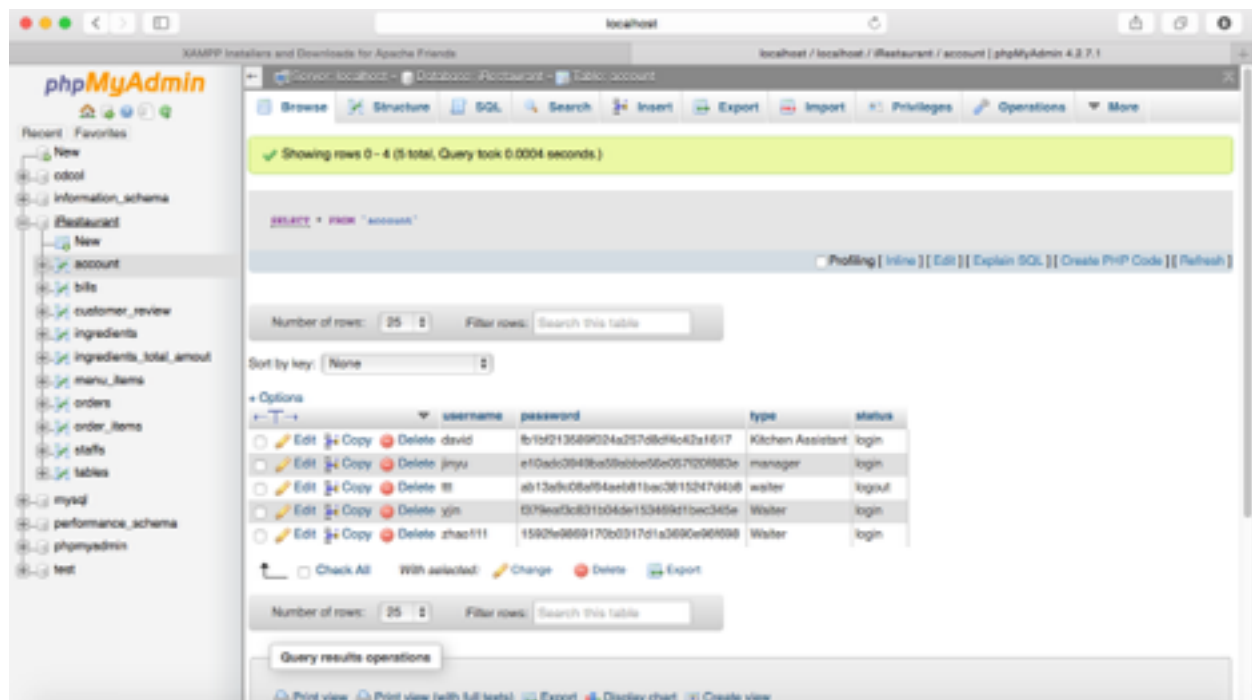 localhost
XAMPP Installers and Downloads for Apache Friends
localhost / localhost / iRestaurant / account | phpMyAdmin 4.2.7.1
phpMyAdmin
Server: localhost » Database: iRestaurant » Table: account
Browse Structure SQL Search Insert Export Import Privileges Operations More
Recent Favorites
New
cdcol
information_schema
iRestaurant
New
account
bills
customer_review
ingredients
ingredients_total_amout
menu_items
orders
order_items
staffs
tables
mysql
performance_schema
phpmyadmin
test
Showing rows 0 - 4 (5 total, Query took 0.0004 seconds.)
SELECT * FROM `account`
Profiling [ Inline ] [ Edit ] [ Explain SQL ] [ Create PHP Code ] [ Refresh ]
Number of rows: 25 Filter rows: Search this table
Sort by key: None
+ Options
←T→ username password type status
Edit Copy Delete david Kitchen Assistant login
Edit Copy Delete jinyu manager login
Edit Copy Delete waiter logout
Edit Copy Delete yjin Waiter login
Edit Copy Delete zhao111 Waiter login
Check All With selected: Change Delete Export
Number of rows: 25 Filter rows: Search this table
Query results operations
Print view Print view (with full texts) Export Display chart Create view